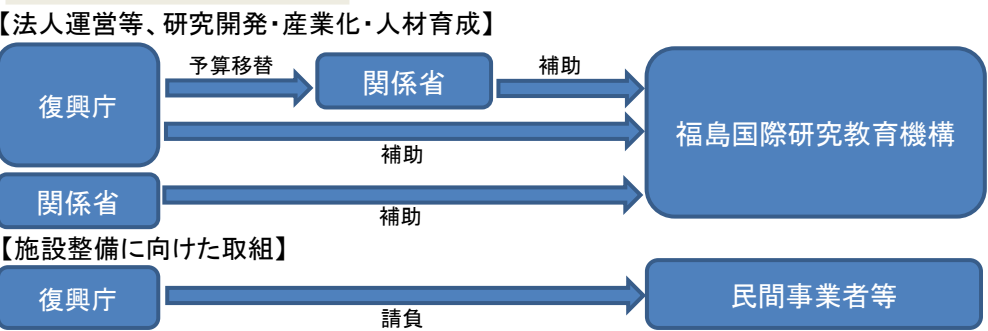 【法人運営等、研究開発・産業化・人材育成】
復興庁
予算移替
関係省
補助
福島国際研究教育機構
補助
関係省
補助
【施設整備に向けた取組】
復興庁
請負
民間事業者等